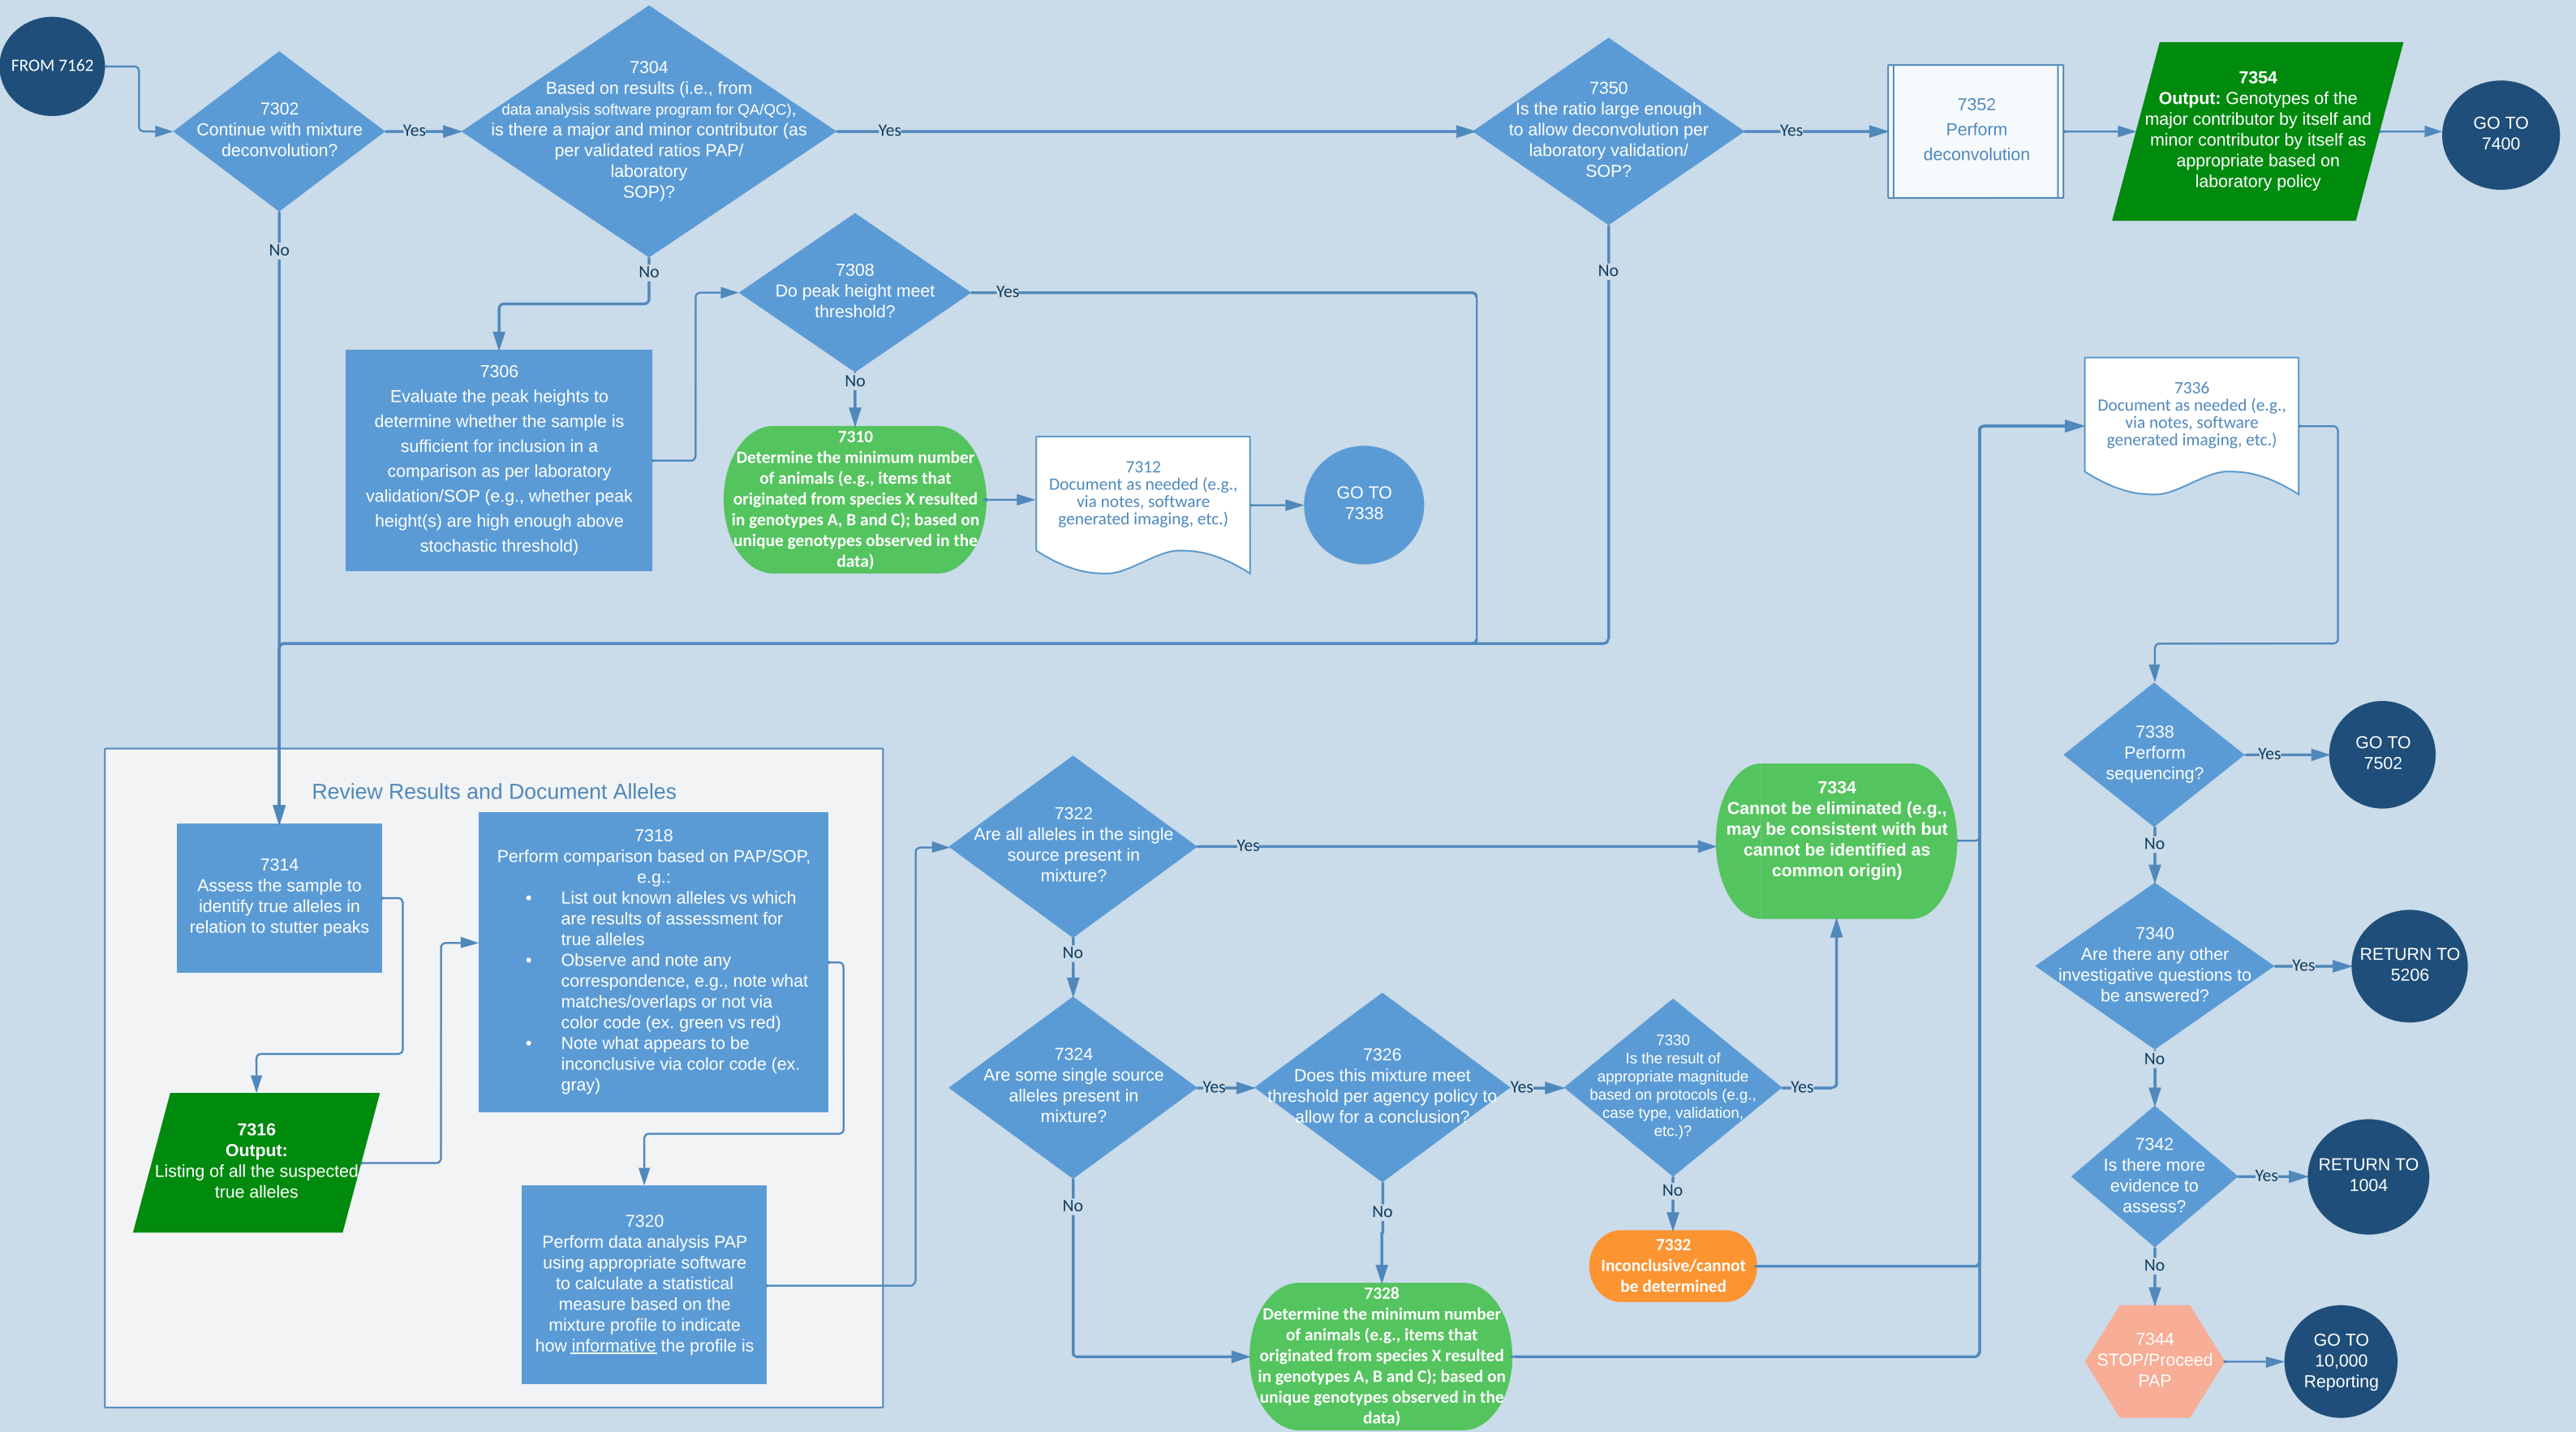 FROM 7162
7302
Continue with mixture
deconvolution?
Yes
No
7304
Based on results (i.e., from
data analysis software program for QA/QC),
is there a major and minor contributor (as
per validated ratios PAP/
laboratory
SOP)?
Yes
No
7350
Is the ratio large enough
to allow deconvolution per
laboratory validation/
SOP?
Yes
No
7352
Perform
deconvolution
7354
Output: Genotypes of the
major contributor by itself and
minor contributor by itself as
appropriate based on
laboratory policy
GO TO
7400
7306
Evaluate the peak heights to
determine whether the sample is
sufficient for inclusion in a
comparison as per laboratory
validation/SOP (e.g., whether peak
height(s) are high enough above
stochastic threshold)
7308
Do peak height meet
threshold?
Yes
No
7310
Determine the minimum number
of animals (e.g., items that
originated from species X resulted
in genotypes A, B and C); based on
unique genotypes observed in the
data)
7312
Document as needed (e.g.,
via notes, software
generated imaging, etc.)
GO TO
7338
Review Results and Document Alleles
7314
Assess the sample to
identify true alleles in
relation to stutter peaks
7316
Output:
Listing of all the suspected
true alleles
7318
Perform comparison based on PAP/SOP,
e.g.:
• List out known alleles vs which
are results of assessment for
true alleles
• Observe and note any
correspondence, e.g., note what
matches/overlaps or not via
color code (ex. green vs red)
• Note what appears to be
inconclusive via color code (ex.
gray)
7320
Perform data analysis PAP
using appropriate software
to calculate a statistical
measure based on the
mixture profile to indicate
how informative the profile is
7322
Are all alleles in the single
source present in
mixture?
Yes
No
7324
Are some single source
alleles present in
mixture?
Yes
No
7326
Does this mixture meet
threshold per agency policy to
allow for a conclusion?
Yes
No
7328
Determine the minimum number
of animals (e.g., items that
originated from species X resulted
in genotypes A, B and C); based on
unique genotypes observed in the
data)
7330
Is the result of
appropriate magnitude
based on protocols (e.g.,
case type, validation,
etc.)?
Yes
No
7332
Inconclusive/cannot
be determined
7334
Cannot be eliminated (e.g.,
may be consistent with but
cannot be identified as
common origin)
7336
Document as needed (e.g.,
via notes, software
generated imaging, etc.)
7338
Perform
sequencing?
Yes
GO TO
7502
No
7340
Are there any other
investigative questions to
be answered?
Yes
RETURN TO
5206
No
7342
Is there more
evidence to
assess?
Yes
RETURN TO
1004
No
7344
STOP/Proceed
PAP
GO TO
10,000
Reporting